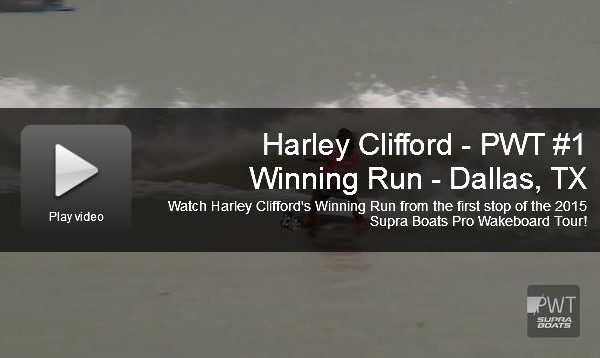 Harley Clifford - PWT #1
Winning Run - Dallas, TX
Watch Harley Clifford's Winning Run from the first stop of the 2015
Supra Boats Pro Wakeboard Tour!
Play video
PWT
SUPRA
BOATS